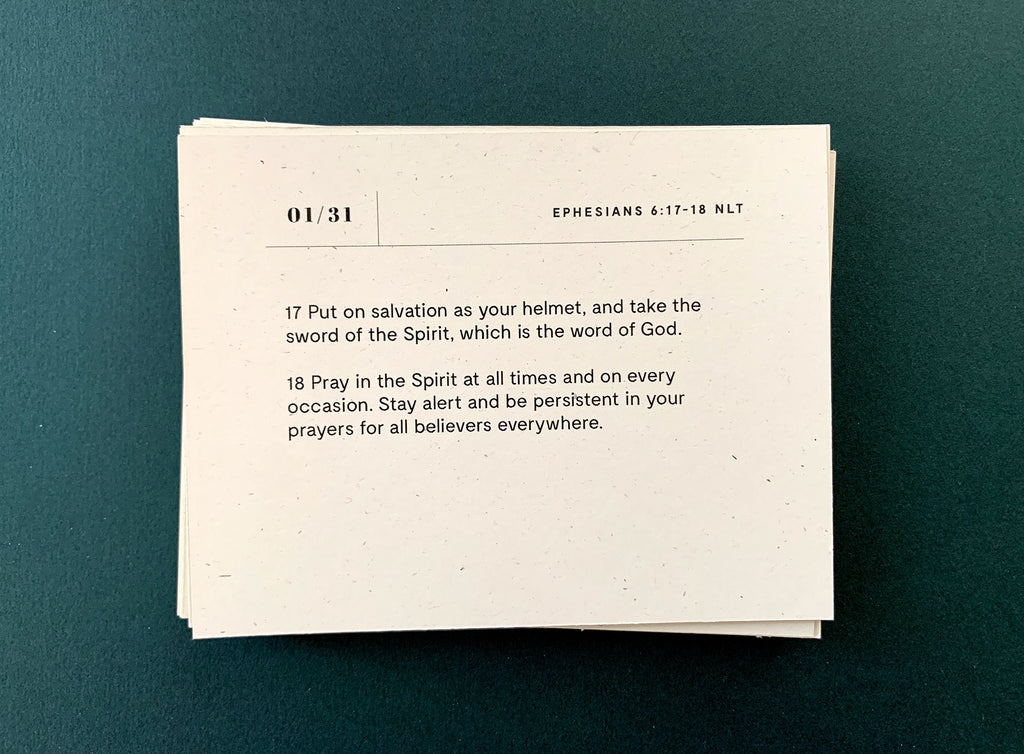 01/31
EPHESIANS 6:17-18 NLT
17 Put on salvation as your helmet, and take the
sword of the Spirit, which is the word of God.
18 Pray in the Spirit at all times and on every
occasion. Stay alert and be persistent in your
prayers for all believers everywhere.